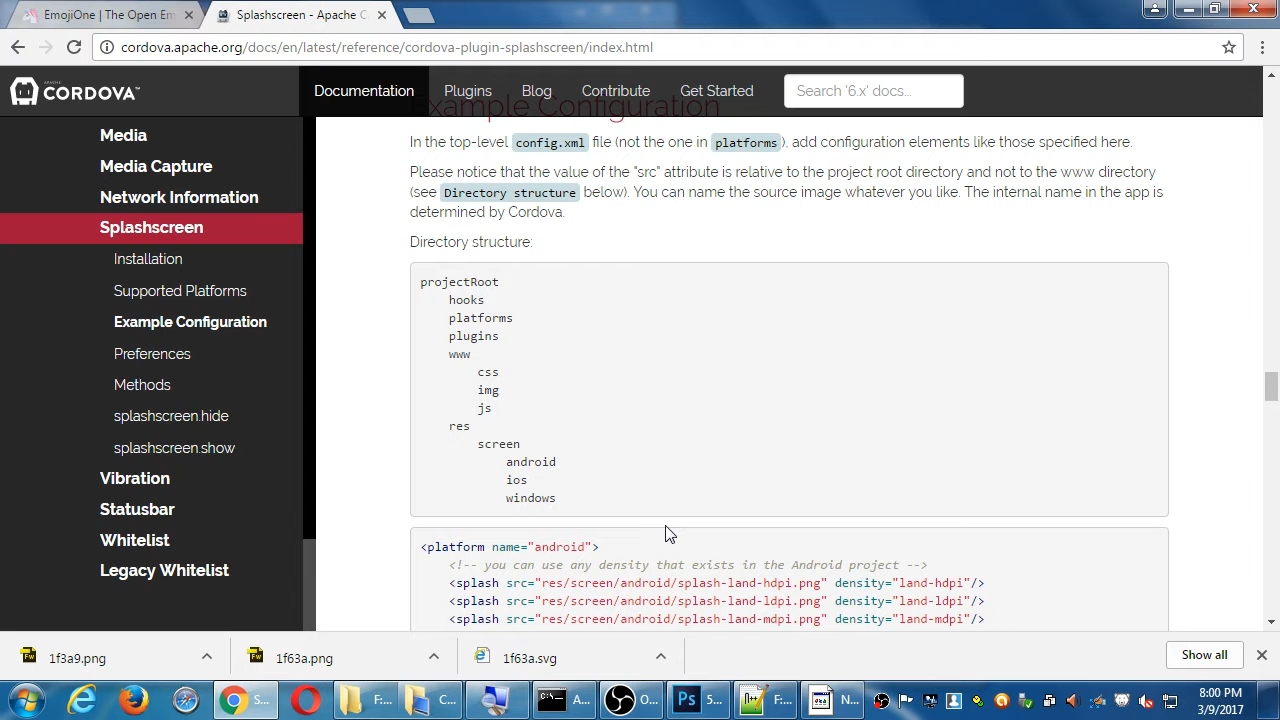 EmojiOne | The Open Em
Splashscreen - Apache C
cordova.apache.org/docs/en/latest/reference/cordova-plugin-splashscreen/index.html
APACHE
CORDOVA™
Documentation
Plugins
Blog
Contribute
Get Started
Search '6.x' docs...
Media
Media Capture
Network Information
Splashscreen
Installation
Supported Platforms
Example Configuration
Preferences
Methods
splashscreen.hide
splashscreen.show
Vibration
Statusbar
Whitelist
Legacy Whitelist
Example Configuration
In the top-level config.xml file (not the one in platforms), add configuration elements like those specified here.
Please notice that the value of the "src" attribute is relative to the project root directory and not to the www directory
(see Directory structure below). You can name the source image whatever you like. The internal name in the app is
determined by Cordova.
Directory structure:
projectRoot
hooks
platforms
plugins
www
css
img
js
res
screen
android
ios
windows
<platform name="android">
<!-- you can use any density that exists in the Android project -->
<splash src="res/screen/android/splash-land-hdpi.png" density="land-hdpi"/>
<splash src="res/screen/android/splash-land-ldpi.png" density="land-ldpi"/>
<splash src="res/screen/android/splash-land-mdpi.png" density="land-mdpi"/>
1f3a9.png
1f63a.png
1f63a.svg
Show all
S...
F:...
C...
A...
O...
Ps
5...
F:...
N...
8:00 PM
3/9/2017